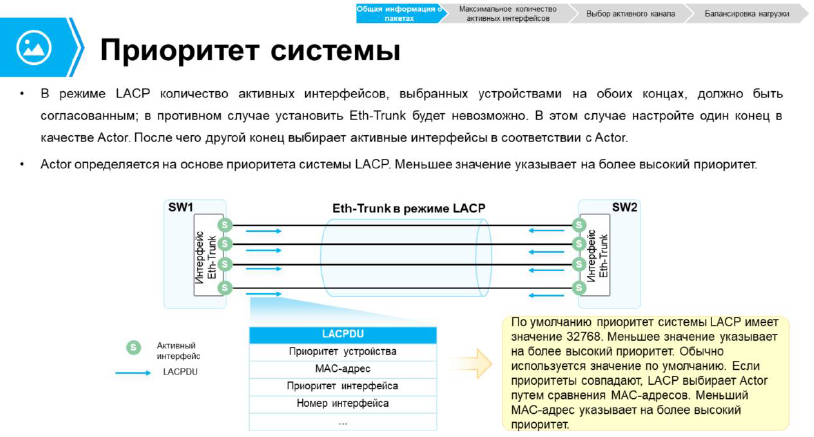 Общая информация о
пакетах
Максимальное количество
активных интерфейсов
Выбор активного канала
Балансировка нагрузки
Приоритет системы
• В режиме LACP количество активных интерфейсов, выбранных устройствами на обоих концах, должно быть
согласованным; в противном случае установить Eth-Trunk будет невозможно. В этом случае настройте один конец в
качестве Actor. После чего другой конец выбирает активные интерфейсы в соответствии с Actor.
• Actor определяется на основе приоритета системы LACP. Меньшее значение указывает на более высокий приоритет.
SW1
Eth-Trunk в режиме LACP
SW2
Интерфейс
Eth-Trunk
S
S
S
S
S
S
S
S
Интерфейс
Eth-Trunk
S
Активный
интерфейс
LACPDU
LACPDU
Приоритет устройства
MAC-адрес
Приоритет интерфейса
Номер интерфейса
...
По умолчанию приоритет системы LACP имеет
значение 32768. Меньшее значение указывает
на более высокий приоритет. Обычно
используется значение по умолчанию. Если
приоритеты совпадают, LACP выбирает Actor
путем сравнения MAC-адресов. Меньший
MAC-адрес указывает на более высокий
приоритет.